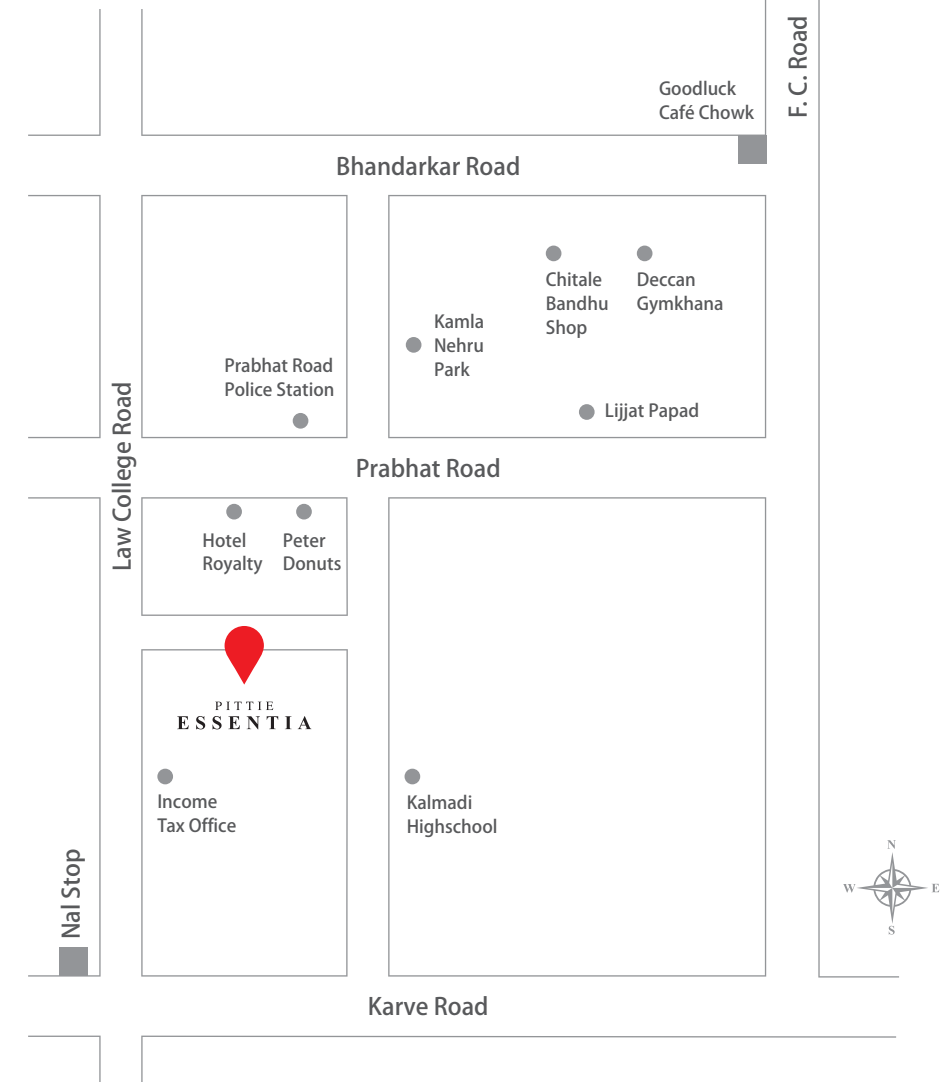 F. C. Road
Goodluck
Café Chowk
Bhandarkar Road
Chitale
Bandhu
Shop
Deccan
Gymkhana
Kamla
Nehru
Park
Prabhat Road
Police Station
Lijjat Papad
Law College Road
Prabhat Road
Hotel
Royalty
Peter
Donuts
PITTIE
ESSENTIA
Income
Tax Office
Kalmadi
Highschool
Nal Stop
N
W
E
S
Karve Road